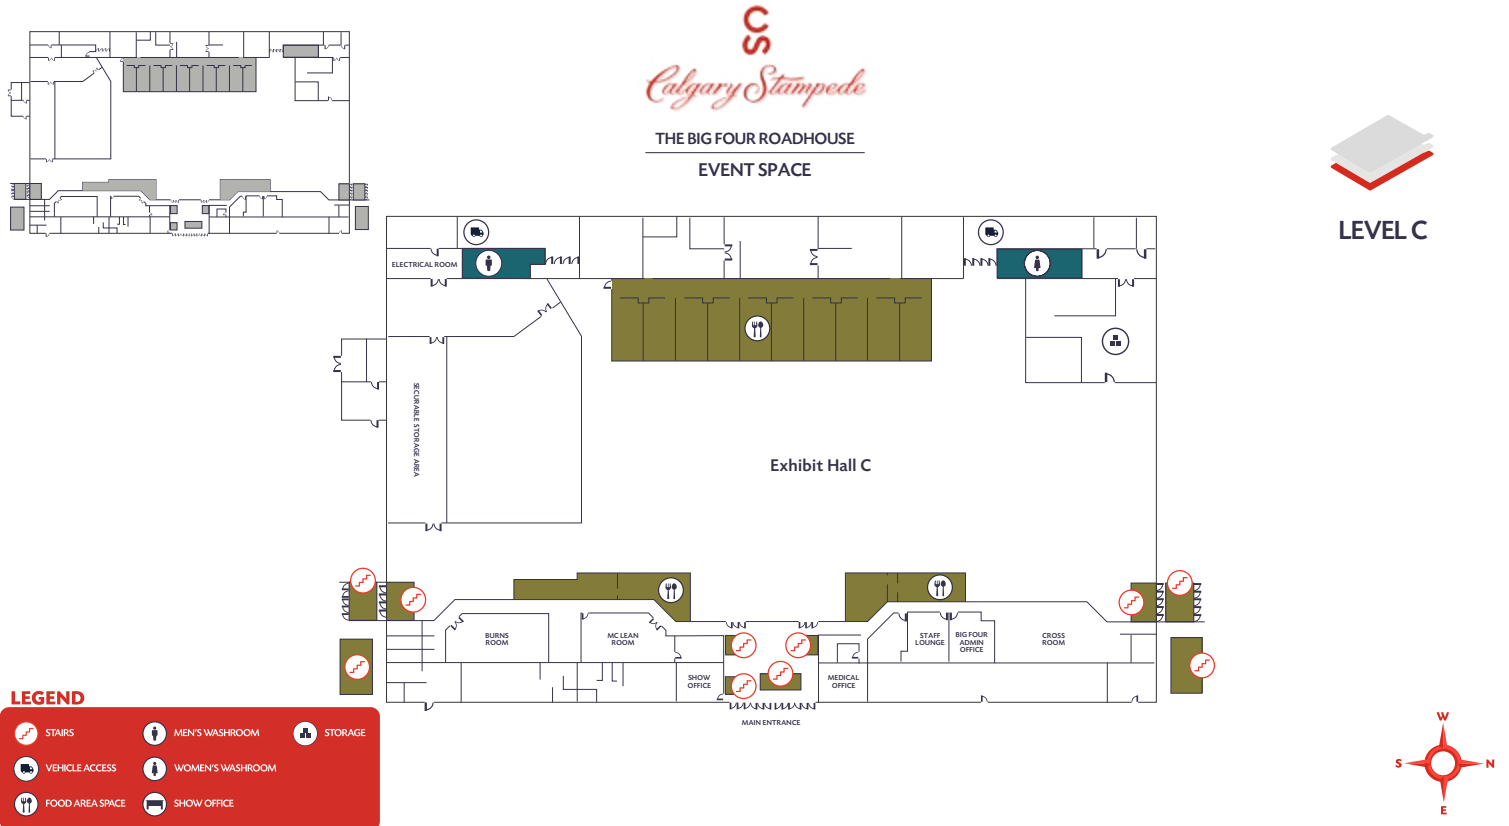 SC
Calgary Stampede
THE BIG FOUR ROADHOUSE
EVENT SPACE
LEVEL C
ELECTRICAL ROOM
SECURABLE STORAGE AREA
Exhibit Hall C
BURNS
ROOM
MC LEAN
ROOM
STAFF
LOUNGE
BIG FOUR
ADMIN
OFFICE
CROSS
ROOM
SHOW
OFFICE
MEDICAL
OFFICE
MAIN ENTRANCE
LEGEND
STAIRS
MEN'S WASHROOM
STORAGE
VEHICLE ACCESS
WOMEN'S WASHROOM
FOOD AREA SPACE
SHOW OFFICE
W
S
N
E